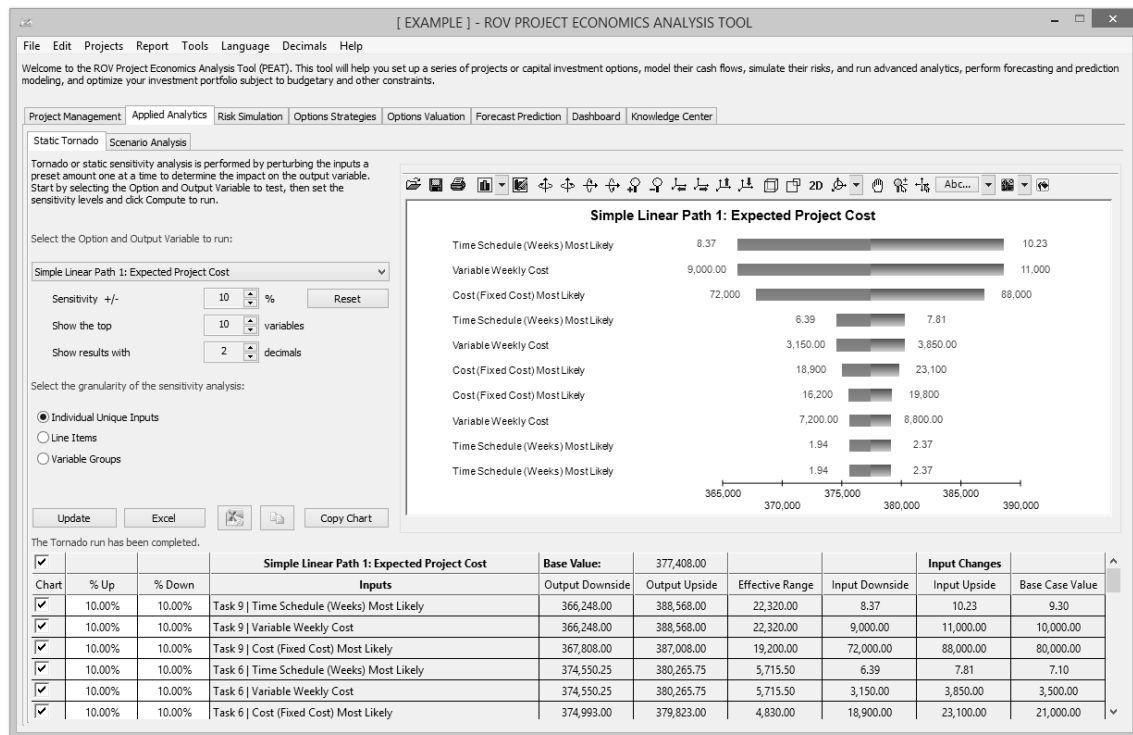 [ EXAMPLE ] - ROV PROJECT ECONOMICS ANALYSIS TOOL
File Edit Projects Report Tools Language Decimals Help
Welcome to the ROV Project Economics Analysis Tool (PEAT). This tool will help you set up a series of projects or capital investment options, model their cash flows, simulate their risks, and run advanced analytics, perform forecasting and prediction
modeling, and optimize your investment portfolio subject to budgetary and other constraints.
Project Management Applied Analytics Risk Simulation Options Strategies Options Valuation Forecast Prediction Dashboard Knowledge Center
Static Tornado Scenario Analysis
Tornado or static sensitivity analysis is performed by perturbing the inputs a
preset amount one at a time to determine the impact on the output variable.
Start by selecting the Option and Output Variable to test, then set the
sensitivity levels and click Compute to run.
Select the Option and Output Variable to run:
Simple Linear Path 1: Expected Project Cost
Sensitivity +/- 10 % Reset
Show the top 10 variables
Show results with 2 decimals
Select the granularity of the sensitivity analysis:
Individual Unique Inputs
Line Items
Variable Groups
Update Excel Copy Chart
The Tornado run has been completed.
2D Abc...
Simple Linear Path 1: Expected Project Cost
Time Schedule (Weeks) Most Likely 8.37 10.23
Variable Weekly Cost 9,000.00 11,000
Cost (Fixed Cost) Most Likely 72,000 88,000
Time Schedule (Weeks) Most Likely 6.39 7.81
Variable Weekly Cost 3,150.00 3,850.00
Cost (Fixed Cost) Most Likely 18,900 23,100
Cost (Fixed Cost) Most Likely 16,200 19,800
Variable Weekly Cost 7,200.00 8,800.00
Time Schedule (Weeks) Most Likely 1.94 2.37
Time Schedule (Weeks) Most Likely 1.94 2.37
365,000 375,000 385,000
370,000 380,000 390,000
Simple Linear Path 1: Expected Project Cost Base Value: 377,408.00 Input Changes
Chart % Up % Down Inputs Output Downside Output Upside Effective Range Input Downside Input Upside Base Case Value
10.00% 10.00% Task 9 | Time Schedule (Weeks) Most Likely 366,248.00 388,568.00 22,320.00 8.37 10.23 9.30
10.00% 10.00% Task 9 | Variable Weekly Cost 366,248.00 388,568.00 22,320.00 9,000.00 11,000.00 10,000.00
10.00% 10.00% Task 9 | Cost (Fixed Cost) Most Likely 367,808.00 387,008.00 19,200.00 72,000.00 88,000.00 80,000.00
10.00% 10.00% Task 6 | Time Schedule (Weeks) Most Likely 374,550.25 380,265.75 5,715.50 6.39 7.81 7.10
10.00% 10.00% Task 6 | Variable Weekly Cost 374,550.25 380,265.75 5,715.50 3,150.00 3,850.00 3,500.00
10.00% 10.00% Task 6 | Cost (Fixed Cost) Most Likely 374,993.00 379,823.00 4,830.00 18,900.00 23,100.00 21,000.00